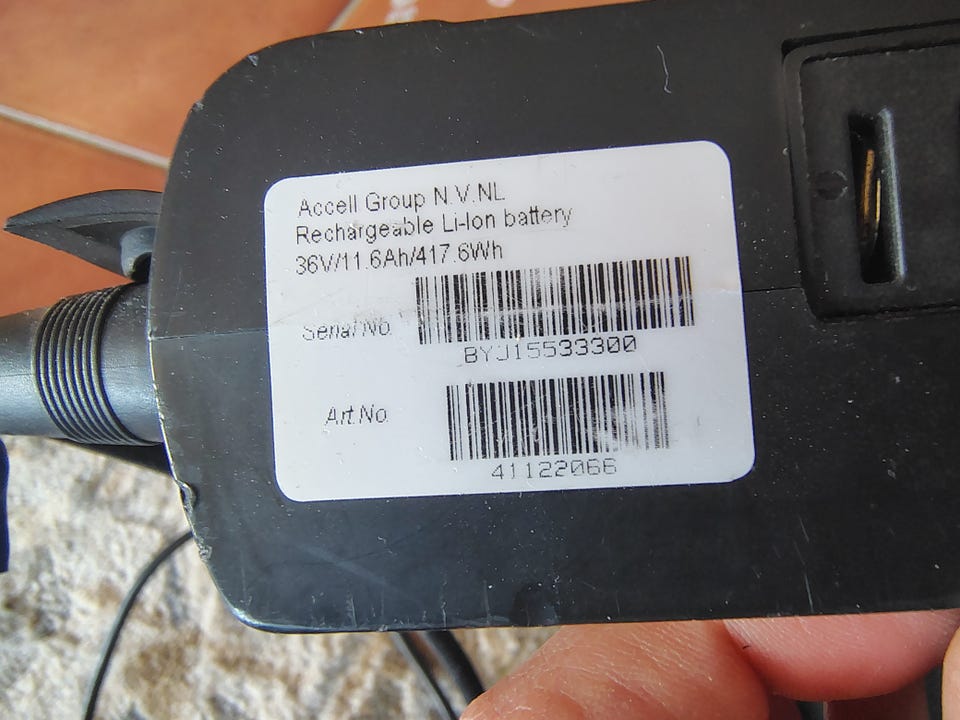 Accell Group N.V.NL
Rechargeable Li-Ion battery
36V/11.6Ah/417.6Wh
Serial No.
BYJ15533300
Art.No.
41122066